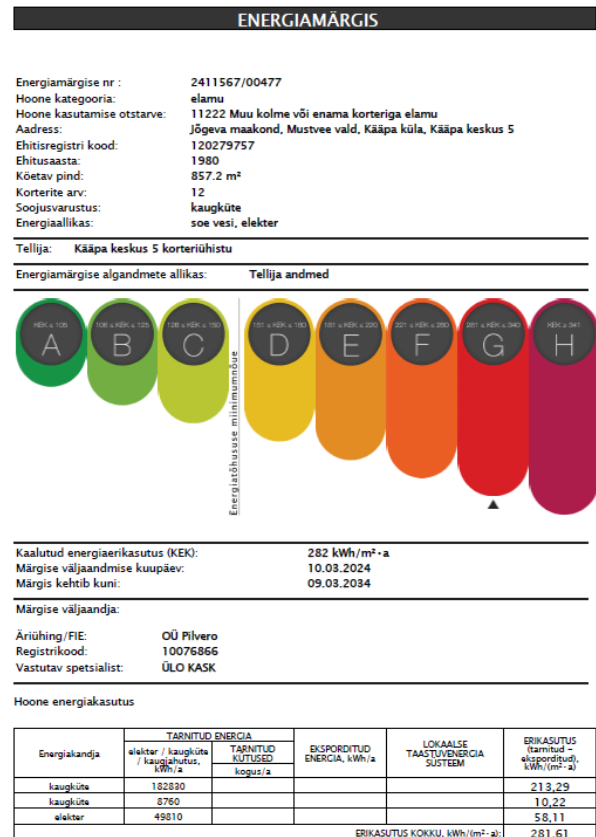 ENERGIAMÄRGIS
Energiamärgise nr : 2411567/00477
Hoone kategooria: elamu
Hoone kasutamise otstarve: 11222 Muu kolme või enama korteriga elamu
Aadress: Jõgeva maakond, Mustvee vald, Kääpa küla, Kääpa keskus 5
Ehitisregistri kood: 120279757
Ehitusaasta: 1980
Köetav pind: 857.2 m²
Korterite arv: 12
Soojusvarustus: kaugküte
Energiaallikas: soe vesi, elekter
Tellija: Kääpa keskus 5 korteriühistu
Energiamärgise algandmete allikas: Tellija andmed
KEK ≤ 105 106 ≤ KEK ≤ 125 126 ≤ KEK ≤ 150 151 ≤ KEK ≤ 180 181 ≤ KEK ≤ 220 221 ≤ KEK ≤ 280 281 ≤ KEK ≤ 340 KEK ≥ 341
A B C D E F G H
Energiatõhususe miinimumnõue
Kaalutud energiaerikasutus (KEK): 282 kWh/m²·a
Märgise väljaandmise kuupäev: 10.03.2024
Märgis kehtib kuni: 09.03.2034
Märgise väljaandja:
Äriühing/FIE: OÜ Pilvero
Registrikood: 10076866
Vastutav spetsialist: ÜLO KASK
Hoone energiakasutus
Energiakandja
TARNITUD ENERGIA
elekter / kaugküte
/ kaugjahutus,
kWh/a
TARNITUD
KÜTUSED
kogus/a
EKSPORDITUD
ENERGIA, kWh/a
LOKAALSE
TAASTUVENERGIA
SÜSTEEM
ERIKASUTUS
(tarnitud –
eksporditud),
kWh/(m²·a)
kaugküte 182830 213,29
kaugküte 8760 10,22
elekter 49810 58,11
ERIKASUTUS KOKKU, kWh/(m²·a): 281,61